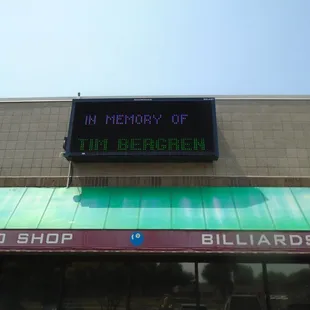 IN MEMORY OF
TIM BERGREN
O SHOP BILLIARDS